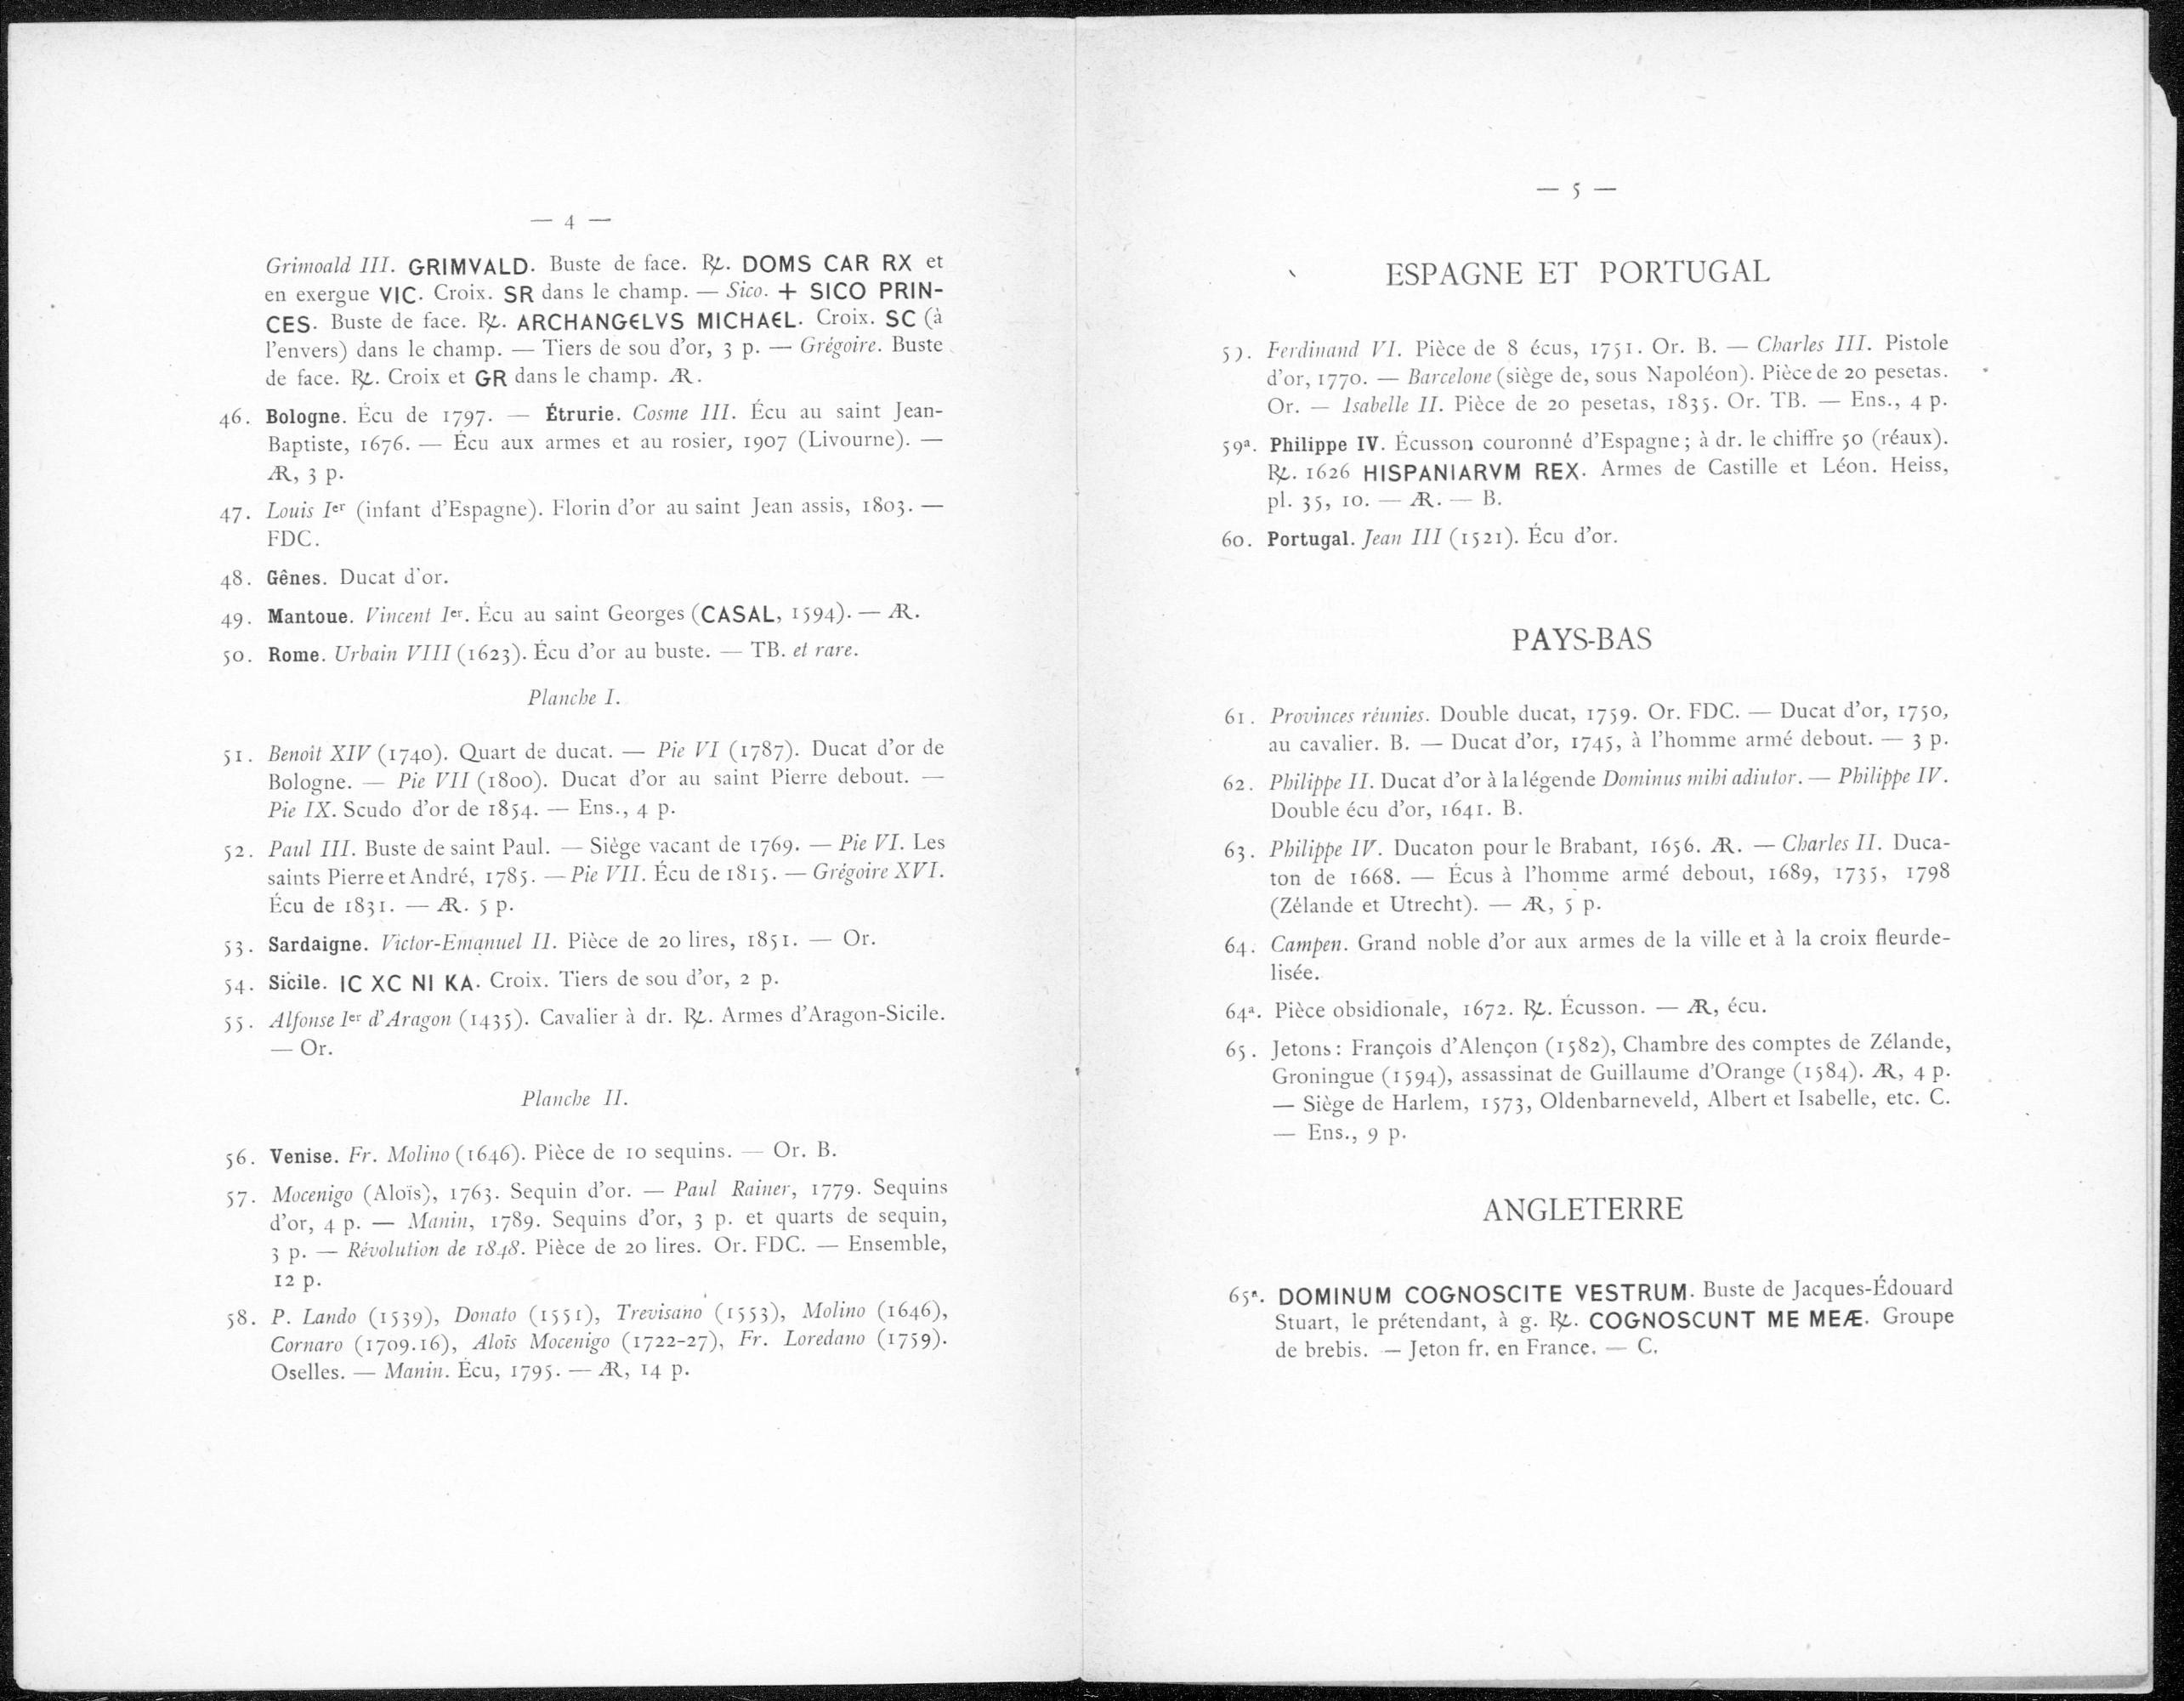 — 4 —
Grimoald III. GRIMVALD. Buste de face. R⁄. DOMS CAR RX et
en exergue VIC. Croix. SR dans le champ. — Sico. + SICO PRIN-
CES. Buste de face. R⁄. ARCHANGЄLVS MICHAЄL. Croix. SC (à
l'envers) dans le champ. — Tiers de sou d'or, 3 p. — Grégoire. Buste
de face. R⁄. Croix et GR dans le champ. Æ.
46. Bologne. Écu de 1797. — Étrurie. Cosme III. Écu au saint Jean-
Baptiste, 1676. — Écu aux armes et au rosier, 1907 (Livourne). —
AR, 3 p.
47. Louis Ier (infant d'Espagne). Florin d'or au saint Jean assis, 1803. —
FDC.
48. Gênes. Ducat d'or.
49. Mantoue. Vincent Ier. Écu au saint Georges (CASAL, 1594). — AR.
50. Rome. Urbain VIII (1623). Écu d'or au buste. — TB. et rare.
Planche I.
51. Benoît XIV (1740). Quart de ducat. — Pie VI (1787). Ducat d'or de
Bologne. — Pie VII (1800). Ducat d'or au saint Pierre debout. —
Pie IX. Scudo d'or de 1854. — Ens., 4 p.
52. Paul III. Buste de saint Paul. — Siège vacant de 1769. — Pie VI. Les
saints Pierre et André, 1785. — Pie VII. Écu de 1815. — Grégoire XVI.
Écu de 1831. — AR. 5 p.
53. Sardaigne. Victor-Emanuel II. Pièce de 20 lires, 1851. — Or.
54. Sicile. IC XC NI KA. Croix. Tiers de sou d'or, 2 p.
55. Alfonse Ier d'Aragon (1435). Cavalier à dr. R⁄. Armes d'Aragon-Sicile.
— Or.
Planche II.
56. Venise. Fr. Molino (1646). Pièce de 10 sequins. — Or. B.
57. Mocenigo (Aloïs), 1763. Sequin d'or. — Paul Rainer, 1779. Sequins
d'or, 4 p. — Manin, 1789. Sequins d'or, 3 p. et quarts de sequin,
3 p. — Révolution de 1848. Pièce de 20 lires. Or. FDC. — Ensemble,
12 p.
58. P. Lando (1539), Donato (1551), Trevisano (1553), Molino (1646),
Cornaro (1709.16), Aloïs Mocenigo (1722-27), Fr. Loredano (1759).
Oselles. — Manin. Écu, 1795. — AR, 14 p.
— 5 —
ESPAGNE ET PORTUGAL
59. Ferdinand VI. Pièce de 8 écus, 1751. Or. B. — Charles III. Pistole
d'or, 1770. — Barcelone (siège de, sous Napoléon). Pièce de 20 pesetas.
Or. — Isabelle II. Pièce de 20 pesetas, 1835. Or. TB. — Ens., 4 p.
59a. Philippe IV. Écusson couronné d'Espagne; à dr. le chiffre 50 (réaux).
R⁄. 1626 HISPANIARVM REX. Armes de Castille et Léon. Heiss,
pl. 35, 10. — AR. — B.
60. Portugal. Jean III (1521). Écu d'or.
PAYS-BAS
61. Provinces réunies. Double ducat, 1759. Or. FDC. — Ducat d'or, 1750,
au cavalier. B. — Ducat d'or, 1745, à l'homme armé debout. — 3 p.
62. Philippe II. Ducat d'or à la légende Dominus mihi adiutor. — Philippe IV.
Double écu d'or, 1641. B.
63. Philippe IV. Ducaton pour le Brabant, 1656. AR. — Charles II. Duca-
ton de 1668. — Écus à l'homme armé debout, 1689, 1735, 1798
(Zélande et Utrecht). — AR, 5 p.
64. Campen. Grand noble d'or aux armes de la ville et à la croix fleurde-
lisée.
64a. Pièce obsidionale, 1672. R⁄. Écusson. — AR, écu.
65. Jetons: François d'Alençon (1582), Chambre des comptes de Zélande,
Groningue (1594), assassinat de Guillaume d'Orange (1584). AR, 4 p.
— Siège de Harlem, 1573, Oldenbarneveld, Albert et Isabelle, etc. C.
— Ens., 9 p.
ANGLETERRE
65a. DOMINUM COGNOSCITE VESTRUM. Buste de Jacques-Édouard
Stuart, le prétendant, à g. R⁄. COGNOSCUNT ME MEÆ. Groupe
de brebis. — Jeton fr. en France. — C.